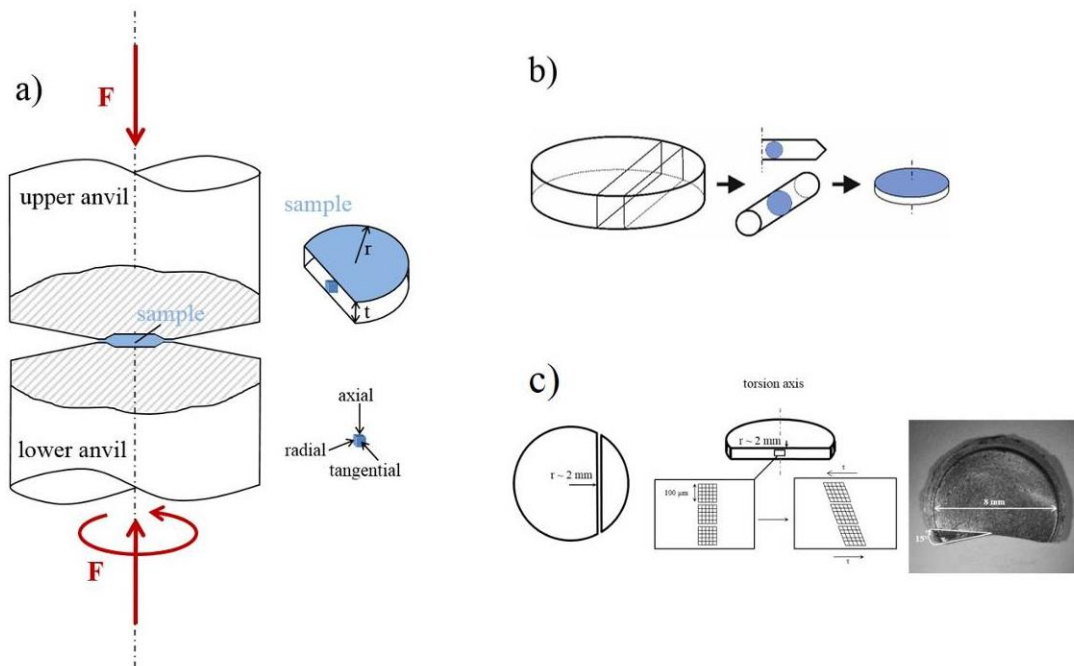 a)
F
upper anvil
sample
lower anvil
F
sample
r
t
axial
radial
tangential
b)
c)
torsion axis
r ~ 2 mm
r ~ 2 mm
100 µm
τ
τ
8 mm
15°